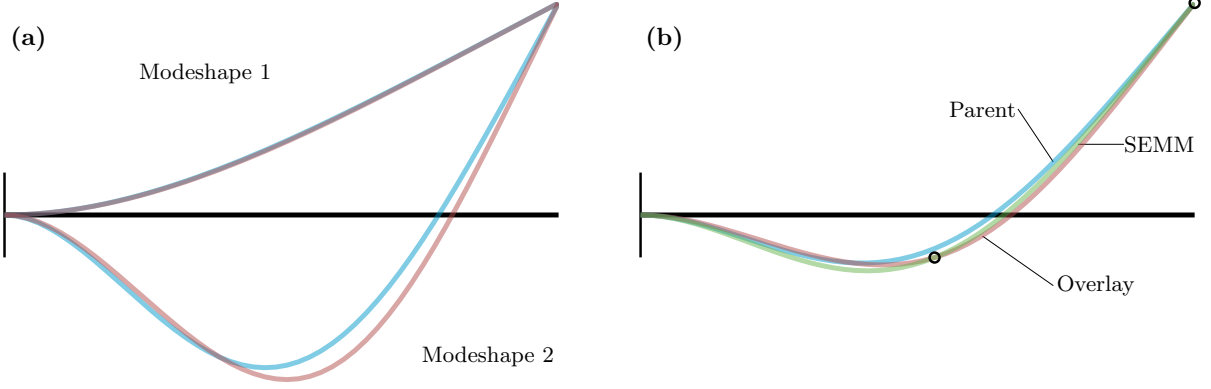 (a)
Modeshape 1
Modeshape 2
(b)
Parent
SEMM
Overlay